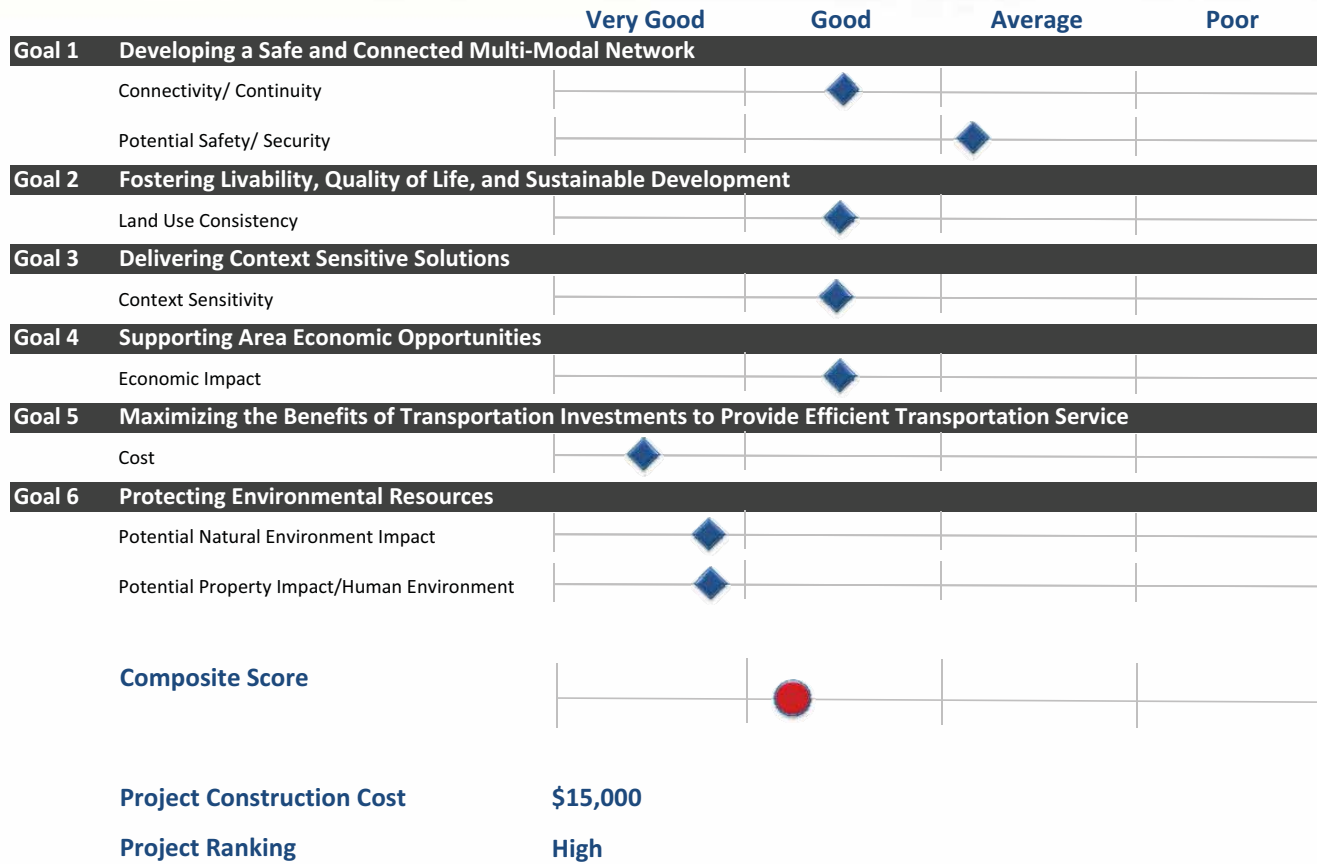 Very Good Good Average Poor
Goal 1 Developing a Safe and Connected Multi-Modal Network
Connectivity/ Continuity
Potential Safety/ Security
Goal 2 Fostering Livability, Quality of Life, and Sustainable Development
Land Use Consistency
Goal 3 Delivering Context Sensitive Solutions
Context Sensitivity
Goal 4 Supporting Area Economic Opportunities
Economic Impact
Goal 5 Maximizing the Benefits of Transportation Investments to Provide Efficient Transportation Service
Cost
Goal 6 Protecting Environmental Resources
Potential Natural Environment Impact
Potential Property Impact/Human Environment
Composite Score
Project Construction Cost $15,000
Project Ranking High